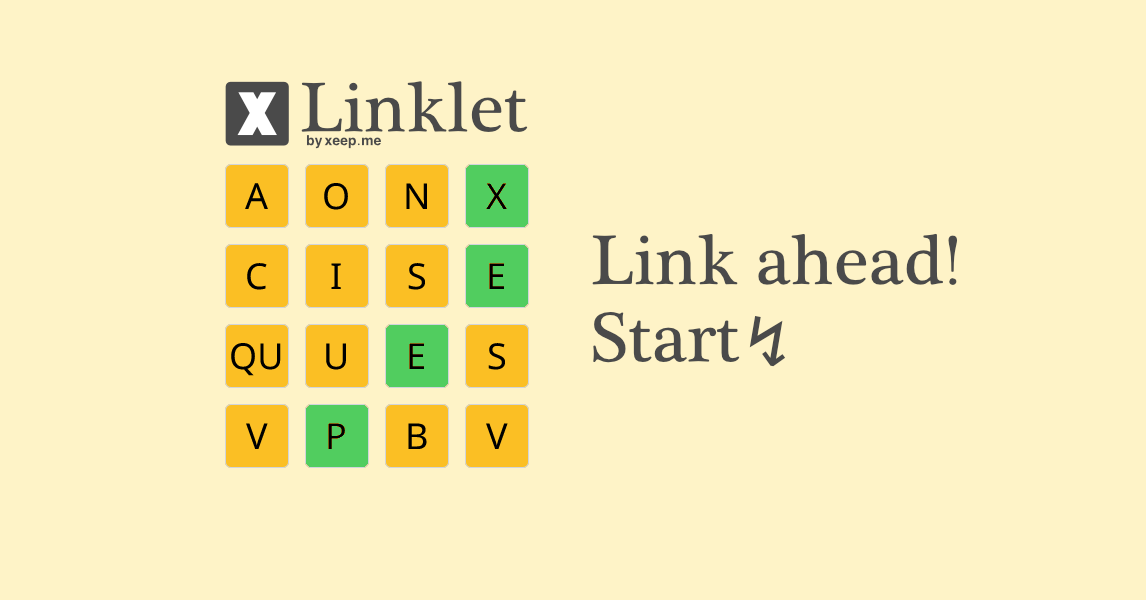 X Linklet
by xeep.me
A O N X
C I S E
QU U E S
V P B V
Link ahead!
Start↯